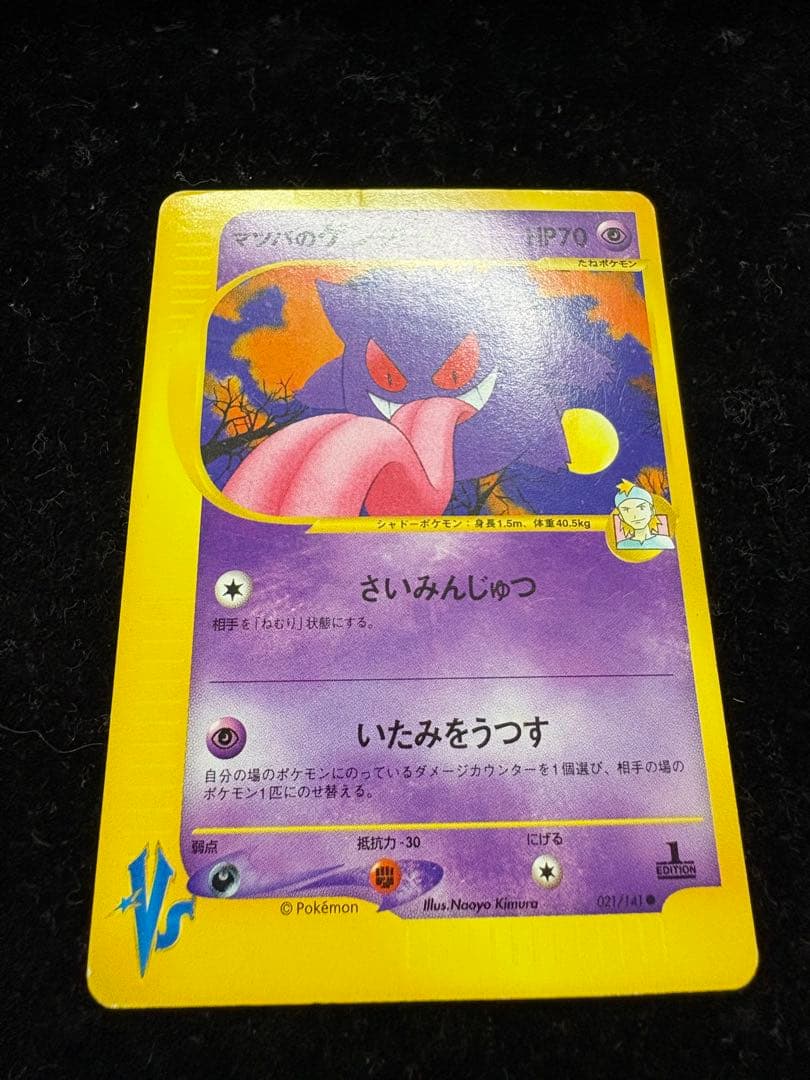 マツバのゲ
HP70
たねポケモン
シャドーポケモン：身長1.5m、体重40.5kg
さいみんじゅつ
相手を「ねむり」状態にする。
いたみをうつす
自分の場のポケモンにのっているダメージカウンターを1個選び、相手の場の
ポケモン1匹にのせ替える。
弱点
抵抗力-30
にげる
1
EDITION
VS
© Pokémon
Illus.Naoyo Kimura
021/141●